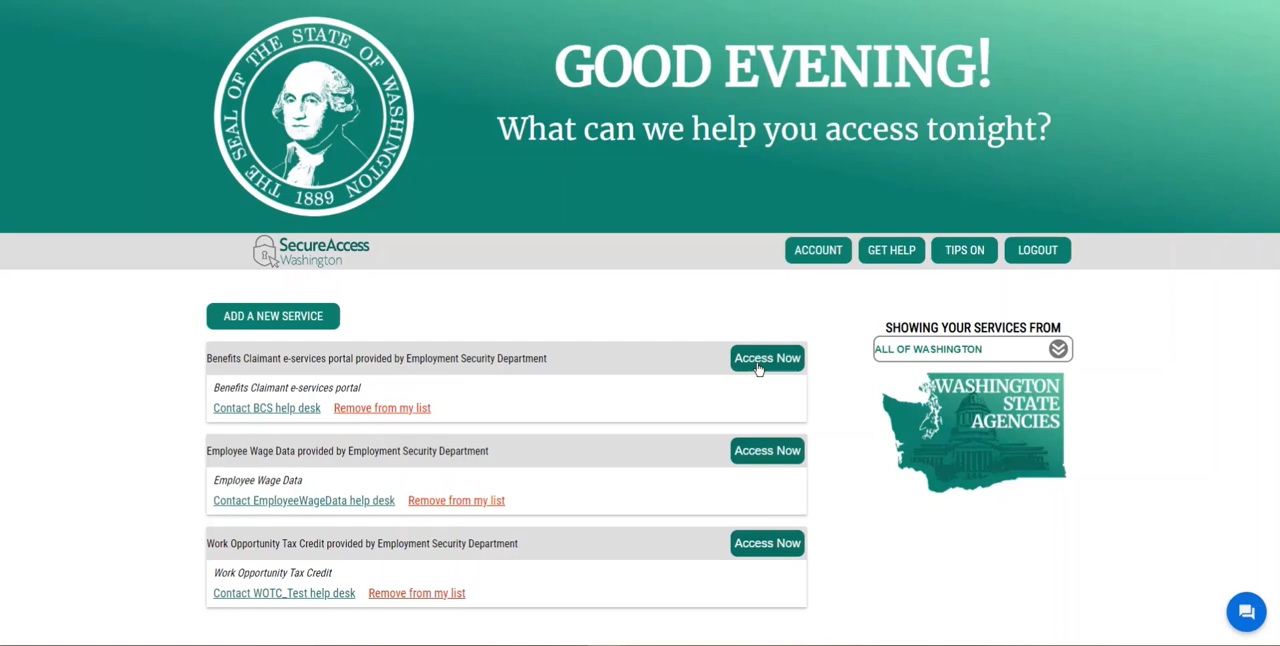 THE SEAL OF THE STATE OF WASHINGTON
1889
GOOD EVENING!
What can we help you access tonight?
SecureAccess
Washington
ACCOUNT
GET HELP
TIPS ON
LOGOUT
ADD A NEW SERVICE
Benefits Claimant e-services portal provided by Employment Security Department
Access Now
Benefits Claimant e-services portal
Contact BCS help desk
Remove from my list
Employee Wage Data provided by Employment Security Department
Access Now
Employee Wage Data
Contact EmployeeWageData help desk
Remove from my list
Work Opportunity Tax Credit provided by Employment Security Department
Access Now
Work Opportunity Tax Credit
Contact WOTC_Test help desk
Remove from my list
SHOWING YOUR SERVICES FROM
ALL OF WASHINGTON
WASHINGTON
STATE
AGENCIES